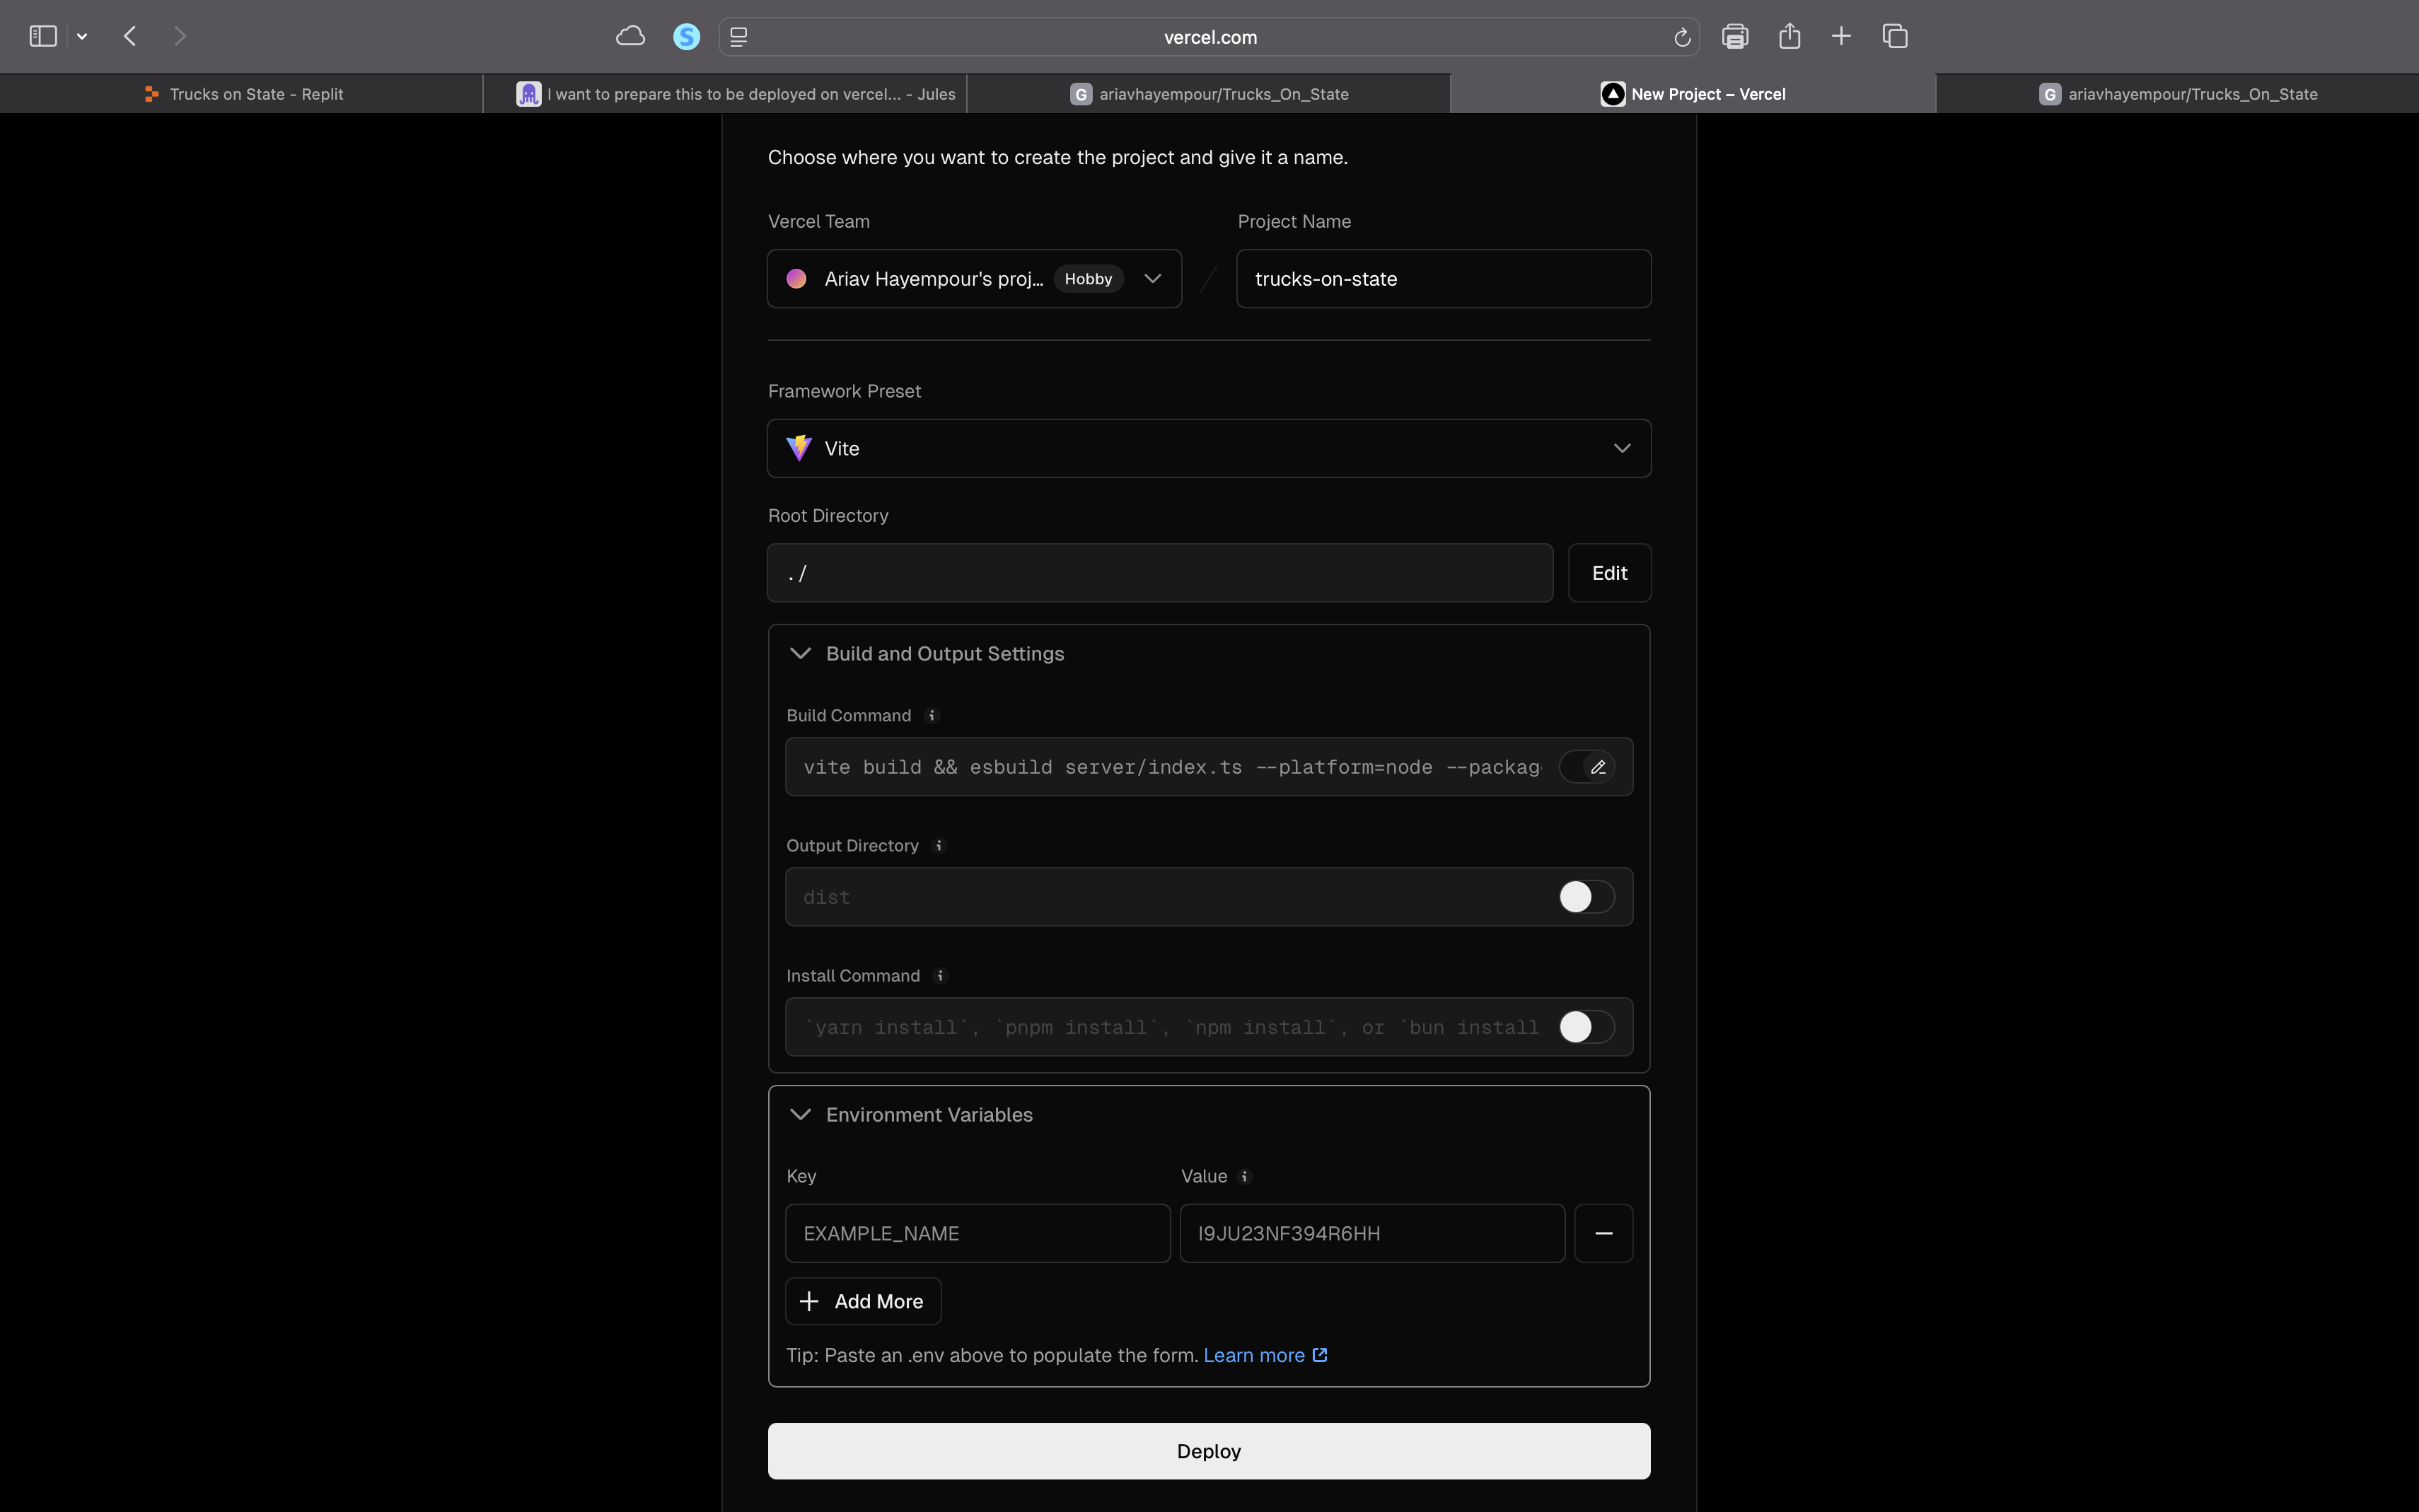 vercel.com
Trucks on State - Replit
I want to prepare this to be deployed on vercel... - Jules
G ariavhayempour/Trucks_On_State
New Project – Vercel
G ariavhayempour/Trucks_On_State
Choose where you want to create the project and give it a name.
Vercel Team
Project Name
Ariav Hayempour's proj... Hobby
/
trucks-on-state
Framework Preset
Vite
Root Directory
./
Edit
Build and Output Settings
Build Command
vite build && esbuild server/index.ts --platform=node --packag
Output Directory
dist
Install Command
`yarn install`, `pnpm install`, `npm install`, or `bun install
Environment Variables
Key
Value
EXAMPLE_NAME
I9JU23NF394R6HH
Add More
Tip: Paste an .env above to populate the form. Learn more
Deploy